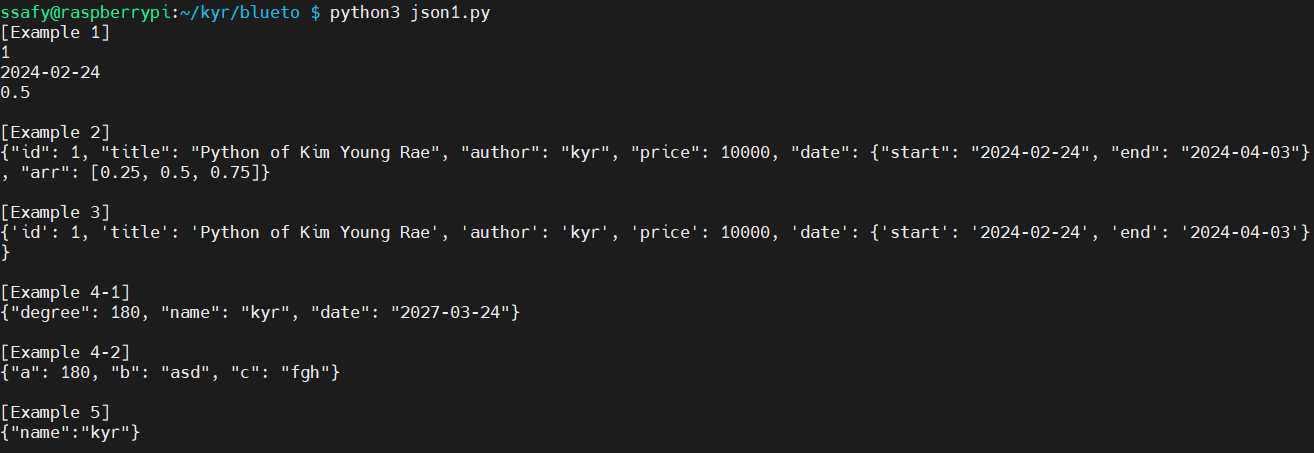 ssafy@raspberrypi:~/kyr/blueto $ python3 json1.py
[Example 1]
1
2024-02-24
0.5
[Example 2]
{"id": 1, "title": "Python of Kim Young Rae", "author": "kyr", "price": 10000, "date": {"start": "2024-02-24", "end": "2024-04-03"}
, "arr": [0.25, 0.5, 0.75]}
[Example 3]
{'id': 1, 'title': 'Python of Kim Young Rae', 'author': 'kyr', 'price': 10000, 'date': {'start': '2024-02-24', 'end': '2024-04-03'}
}
[Example 4-1]
{"degree": 180, "name": "kyr", "date": "2027-03-24"}
[Example 4-2]
{"a": 180, "b": "asd", "c": "fgh"}
[Example 5]
{"name":"kyr"}